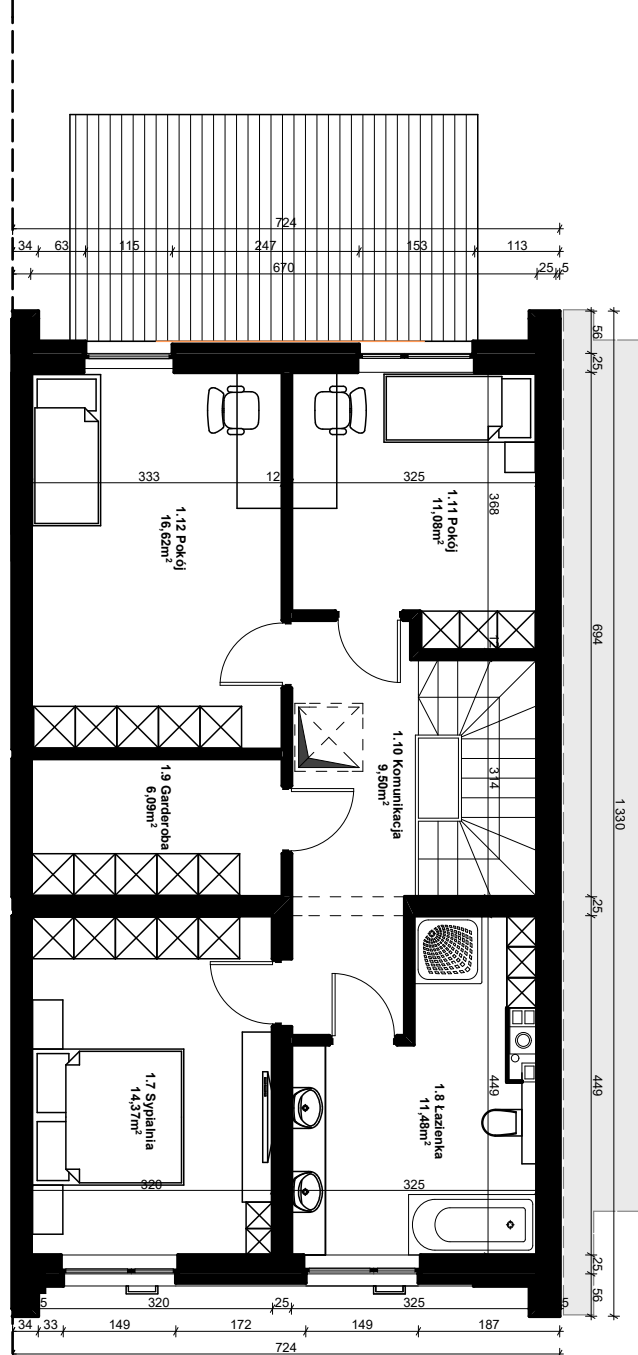 724
34 63 115 247 153 113
670 25 5
56
25
333 12 325
368
1.12 Pokój
16,62m²
1.11 Pokój
11,08m²
694
1
1.10 Komunikacja
9,50m²
314
1 330
1.9 Garderoba
6,09m²
25
1.7 Sypialnia
14,37m²
1.8 Łazienka
11,48m²
449
449
320 325
25
56
5 320 25 325 5
34 33 149 172 149 187
724